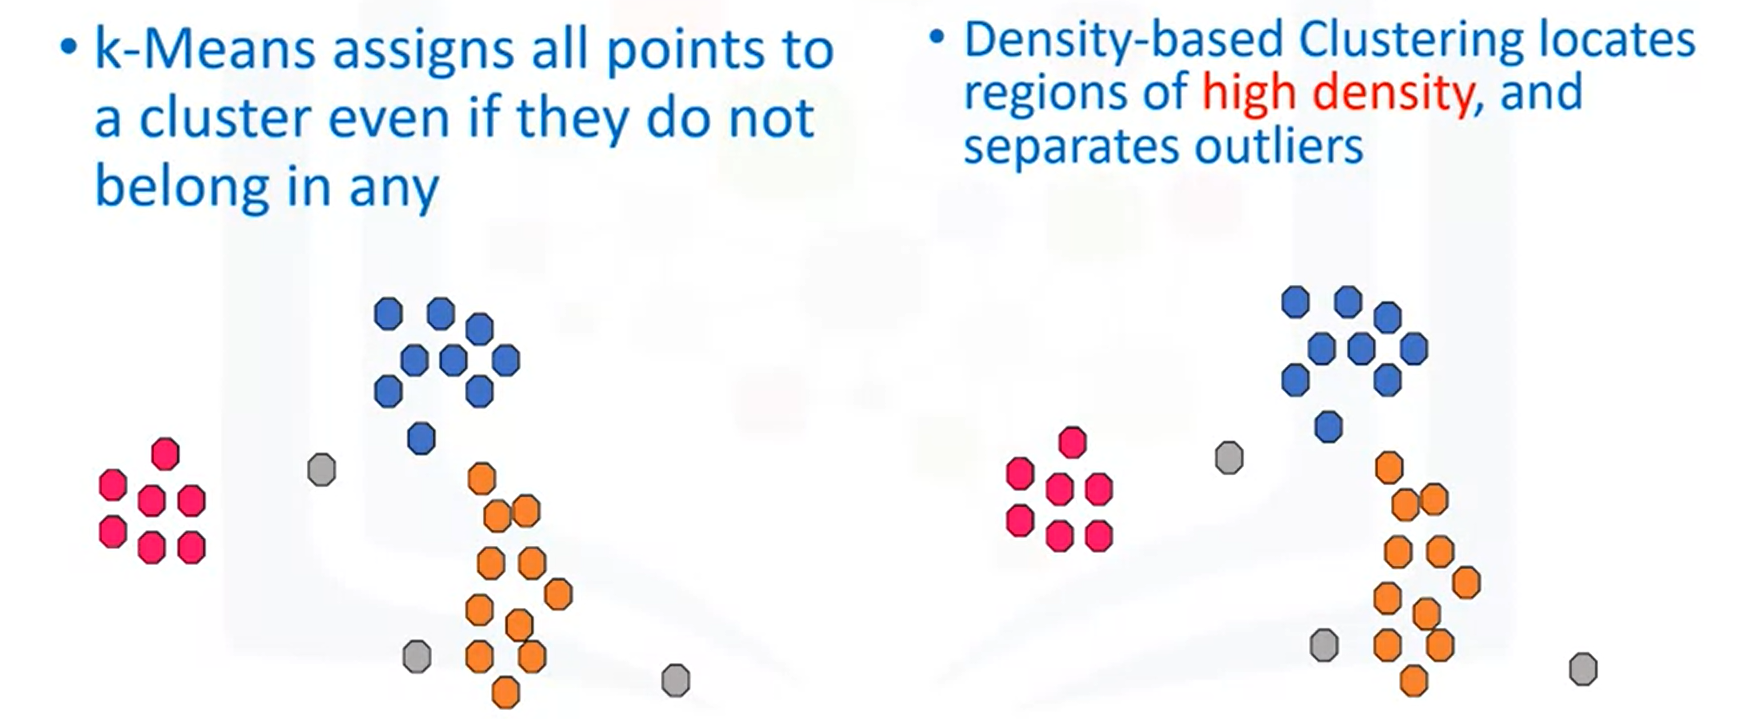 • k-Means assigns all points to
a cluster even if they do not
belong in any
• Density-based Clustering locates
regions of high density, and
separates outliers